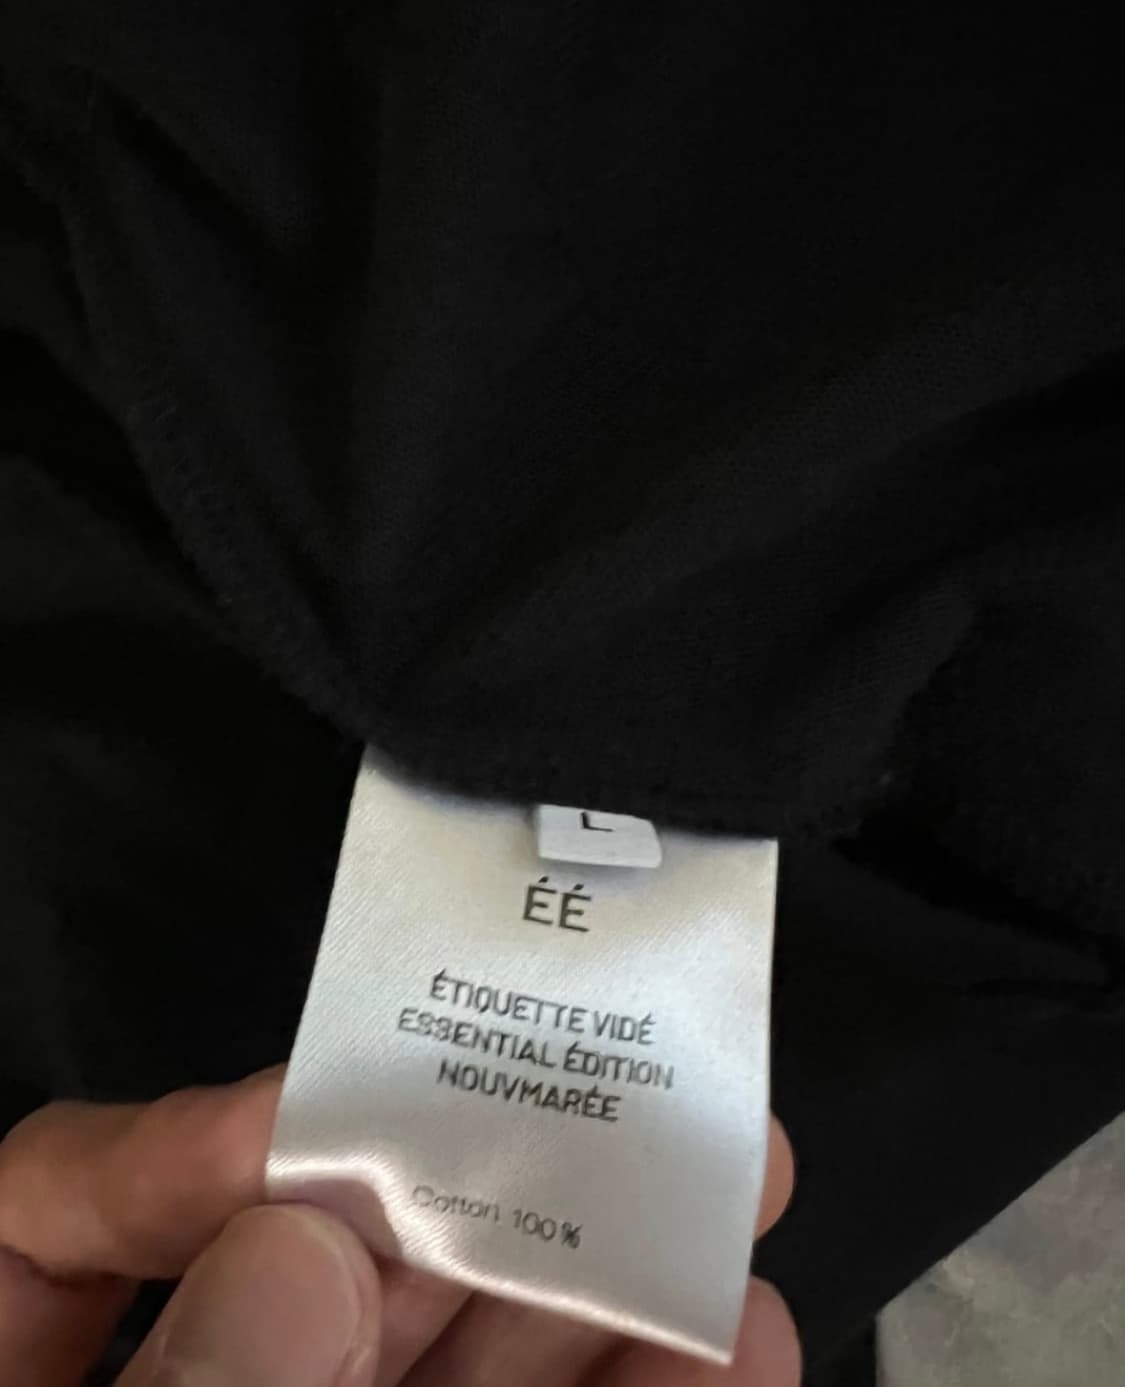 L
ÉÉ
ÉTIQUETTE VIDÉ
ESSENTIAL ÉDITION
NOUVMARÉE
Cotton 100%